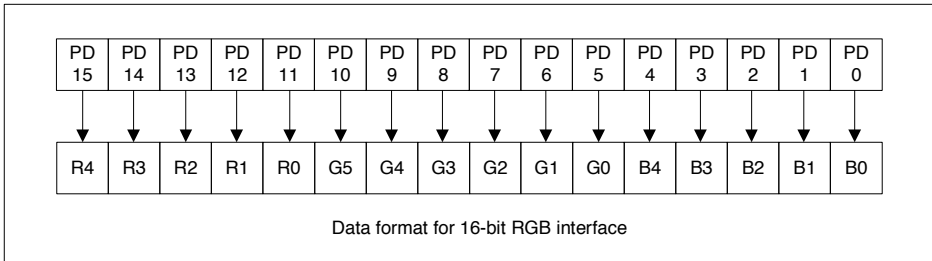 PD PD PD PD PD PD PD PD PD PD PD PD PD PD PD PD
15 14 13 12 11 10 9 8 7 6 5 4 3 2 1 0
R4 R3 R2 R1 R0 G5 G4 G3 G2 G1 G0 B4 B3 B2 B1 B0
Data format for 16-bit RGB interface